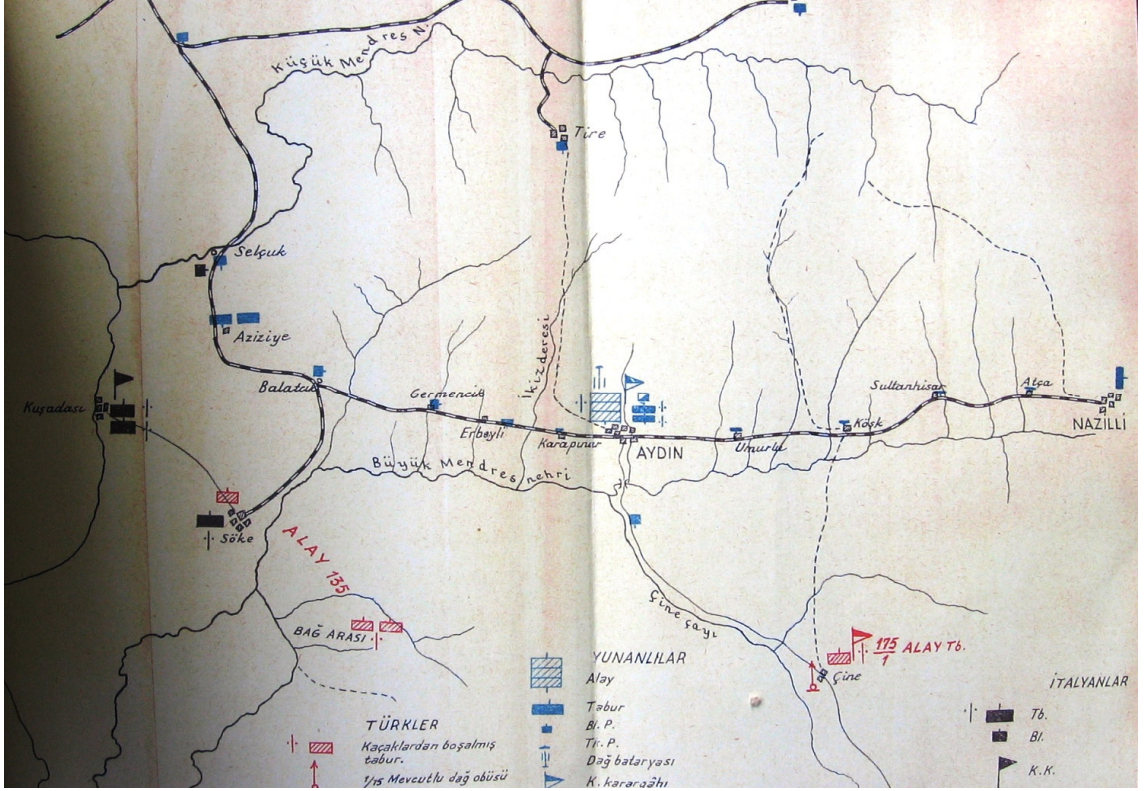 Küçük Mendres N.
Tire
Selçuk
Aziziye
Balatcık
Germencik
Erbeyli
İkizderesi
Karapınar
AYDIN
Umurlu
Köşk
Sultanhisar
Atça
NAZİLLİ
Kuşadası
Büyük Mendres nehri
Söke
ALAY 135
BAĞ ARASI
Çine çayı
175/1 ALAY Tb.
Çine
YUNANLILAR
Alay
Tabur
Bl. P.
Tk. P.
Dağ bataryası
K. karargâhı
TÜRKLER
Kaçaklardan boşalmış
tabur.
1/15 Mevcutlu dağ obüsü
İTALYANLAR
Tb.
Bl.
K.K.